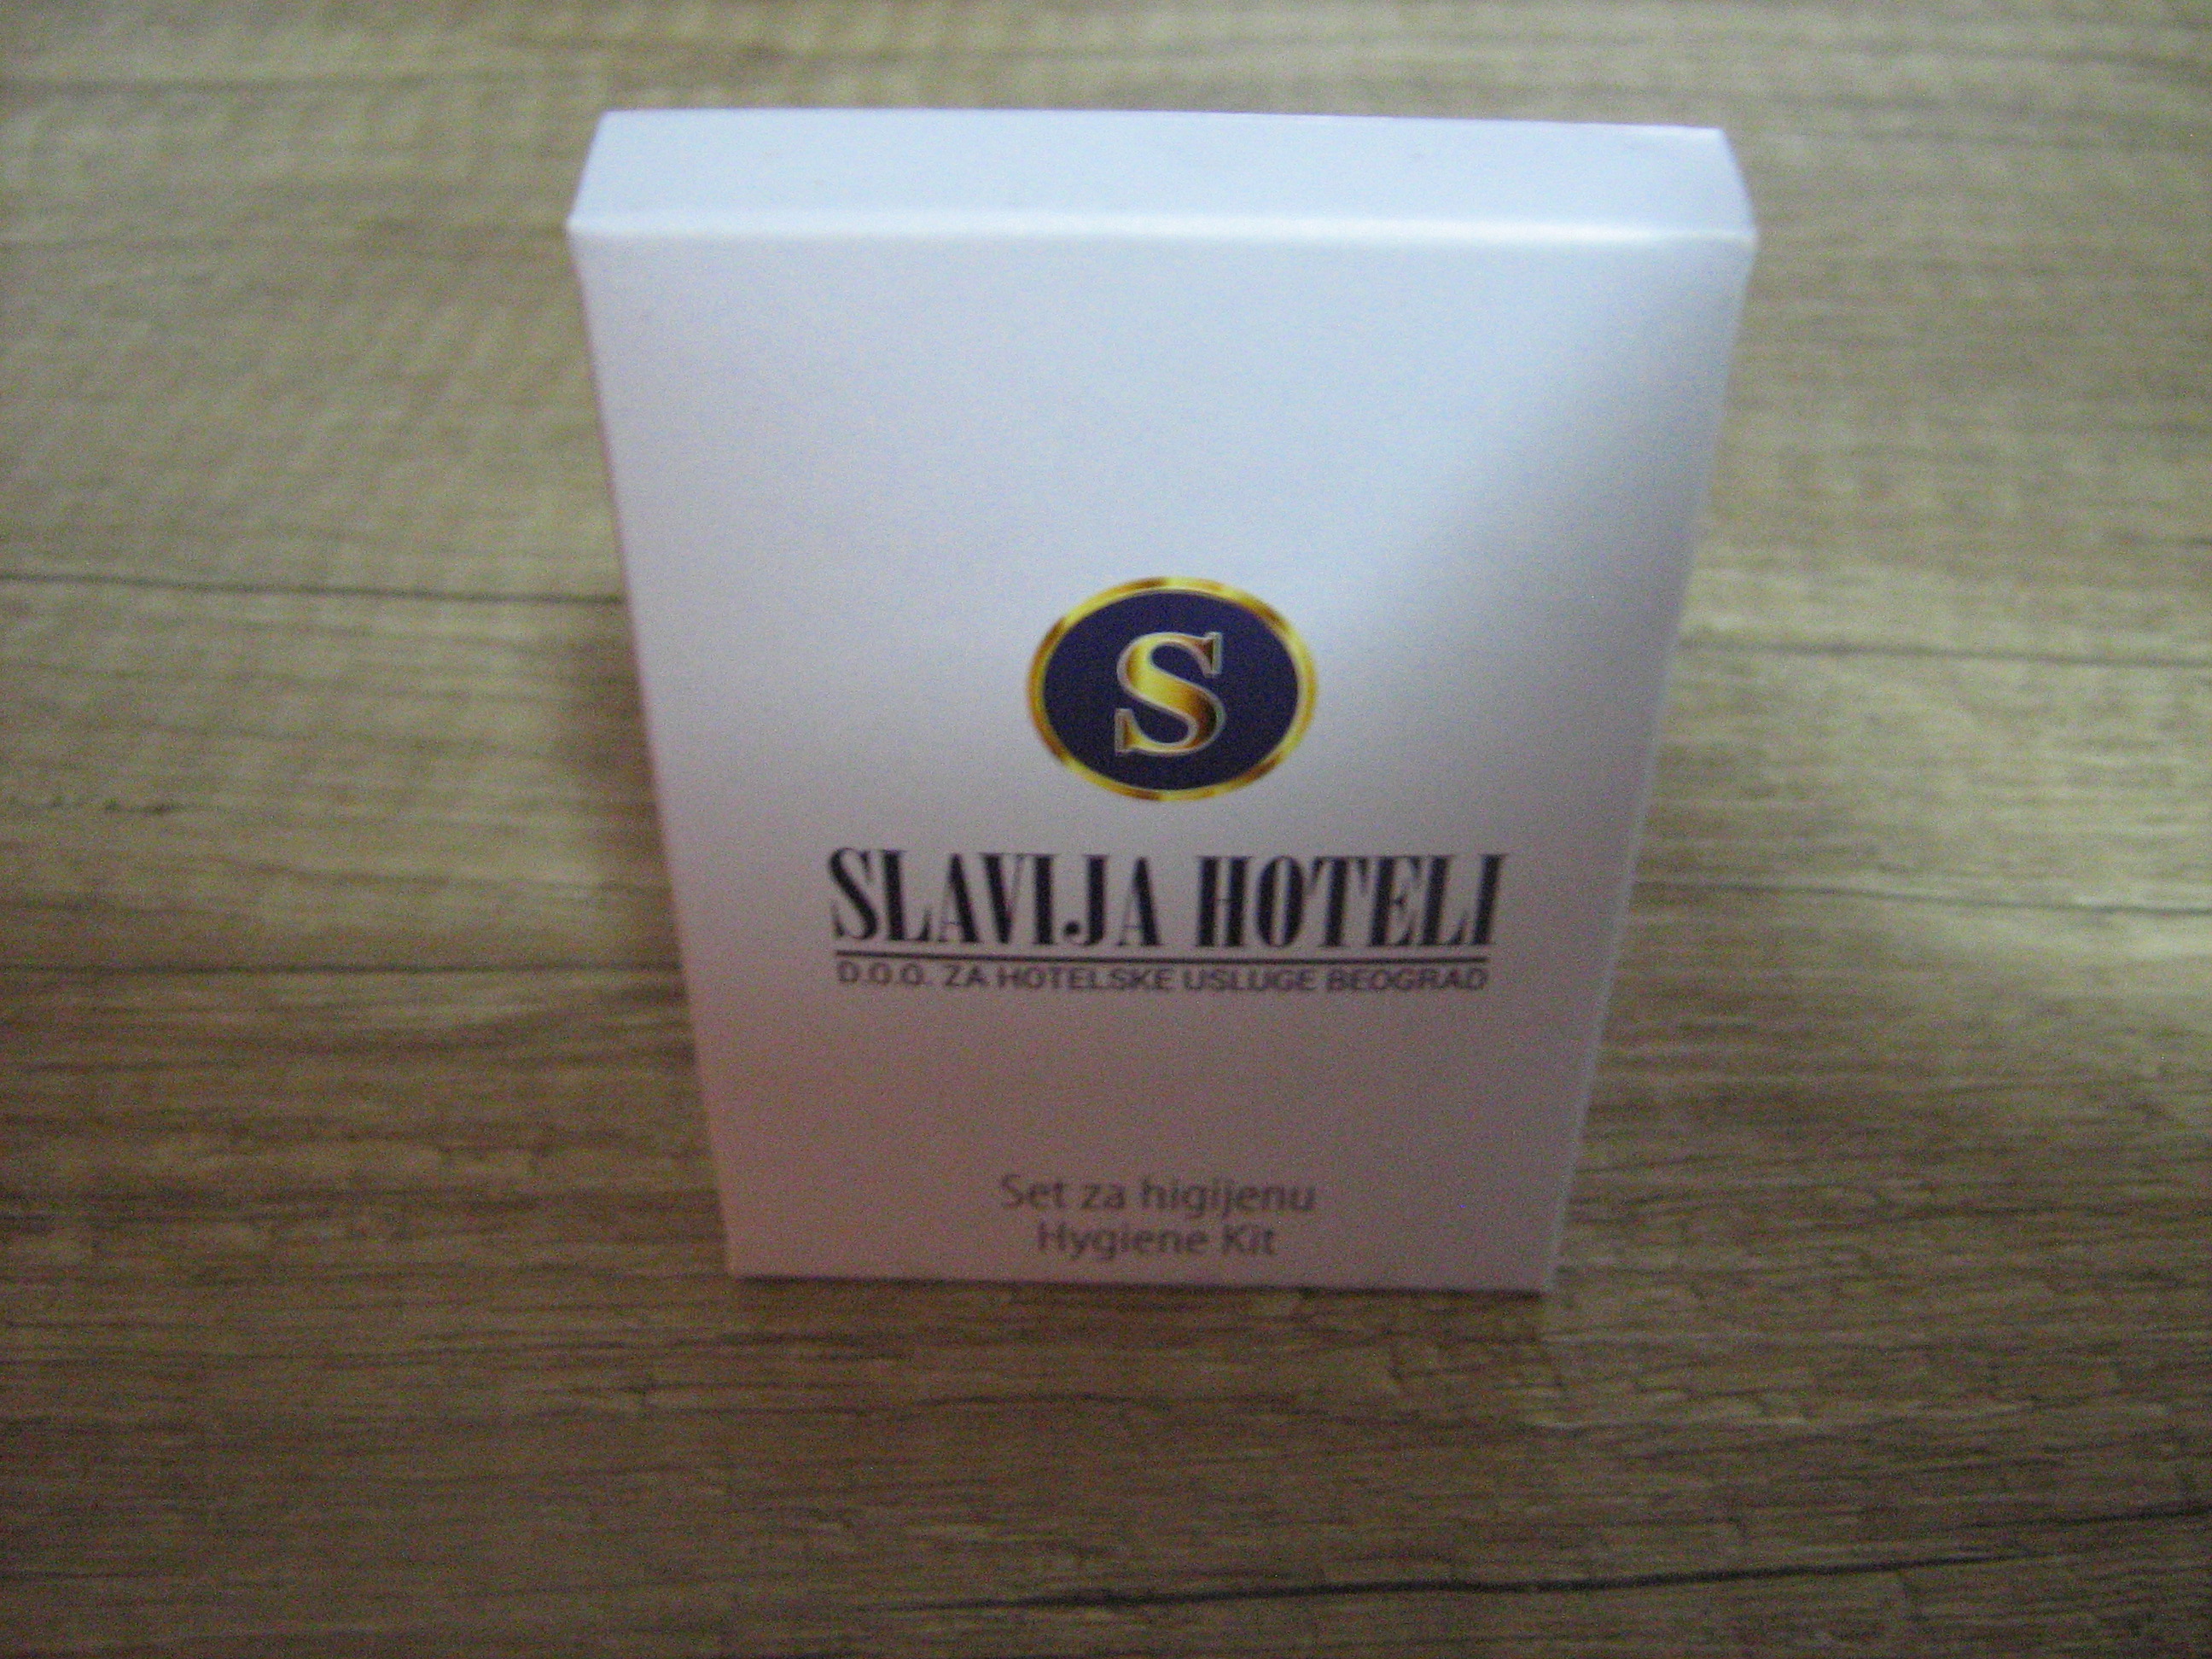 S
SLAVIJA HOTELI
D.O.O. ZA HOTELSKE USLUGE BEOGRAD
Set za higijenu
Hygiene Kit